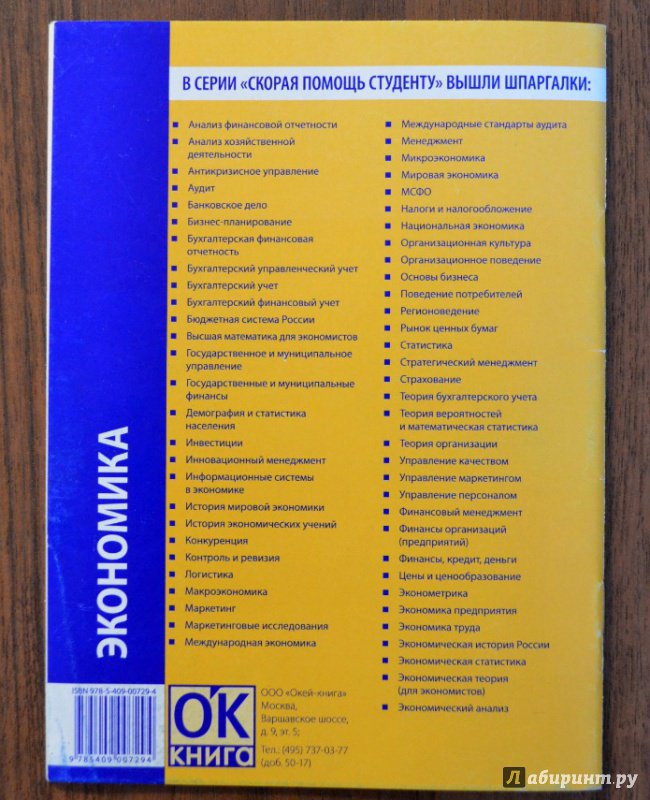 В СЕРИИ «СКОРАЯ ПОМОЩЬ СТУДЕНТУ» ВЫШЛИ ШПАРГАЛКИ:
Анализ финансовой отчетности
Анализ хозяйственной
деятельности
Антикризисное управление
Аудит
Банковское дело
Бизнес-планирование
Бухгалтерская финансовая
отчетность
Бухгалтерский управленческий учет
Бухгалтерский учет
Бухгалтерский финансовый учет
Бюджетная система России
Высшая математика для экономистов
Государственное и муниципальное
управление
Государственные и муниципальные
финансы
Демография и статистика
населения
Инвестиции
Инновационный менеджмент
Информационные системы
в экономике
История мировой экономики
История экономических учений
Конкуренция
Контроль и ревизия
Логистика
Макроэкономика
Маркетинг
Маркетинговые исследования
Международная экономика
Международные стандарты аудита
Менеджмент
Микроэкономика
Мировая экономика
МСФО
Налоги и налогообложение
Национальная экономика
Организационная культура
Организационное поведение
Основы бизнеса
Поведение потребителей
Регионоведение
Рынок ценных бумаг
Статистика
Стратегический менеджмент
Страхование
Теория бухгалтерского учета
Теория вероятностей
и математическая статистика
Теория организации
Управление качеством
Управление маркетингом
Управление персоналом
Финансовый менеджмент
Финансы организаций
(предприятий)
Финансы, кредит, деньги
Цены и ценообразование
Эконометрика
Экономика предприятия
Экономика труда
Экономическая история России
Экономическая статистика
Экономическая теория
(для экономистов)
Экономический анализ
ЭКОНОМИКА
ISBN 978-5-409-00729-4
9 785409 007294
О'К
КНИГА
ООО «Окей-книга»
Москва,
Варшавское шоссе,
д. 9, эт. 5;
Тел.: (495) 737-03-77
(доб. 50-17)
Лабиринт.ру